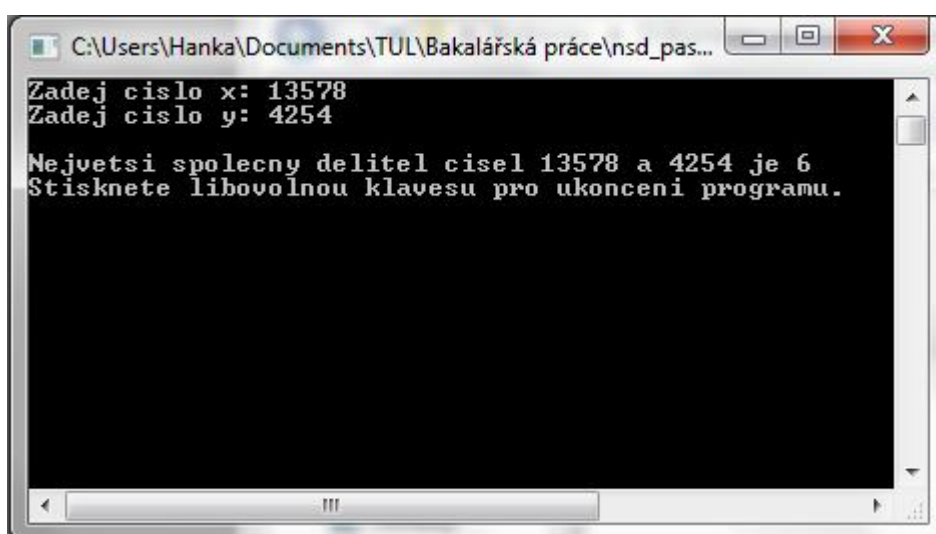 C:\Users\Hanka\Documents\TUL\Bakalářská práce\nsd_pas...
Zadej cislo x: 13578
Zadej cislo y: 4254
Nejvetsi spolecny delitel cisel 13578 a 4254 je 6
Stisknete libovolnou klavesu pro ukonceni programu.